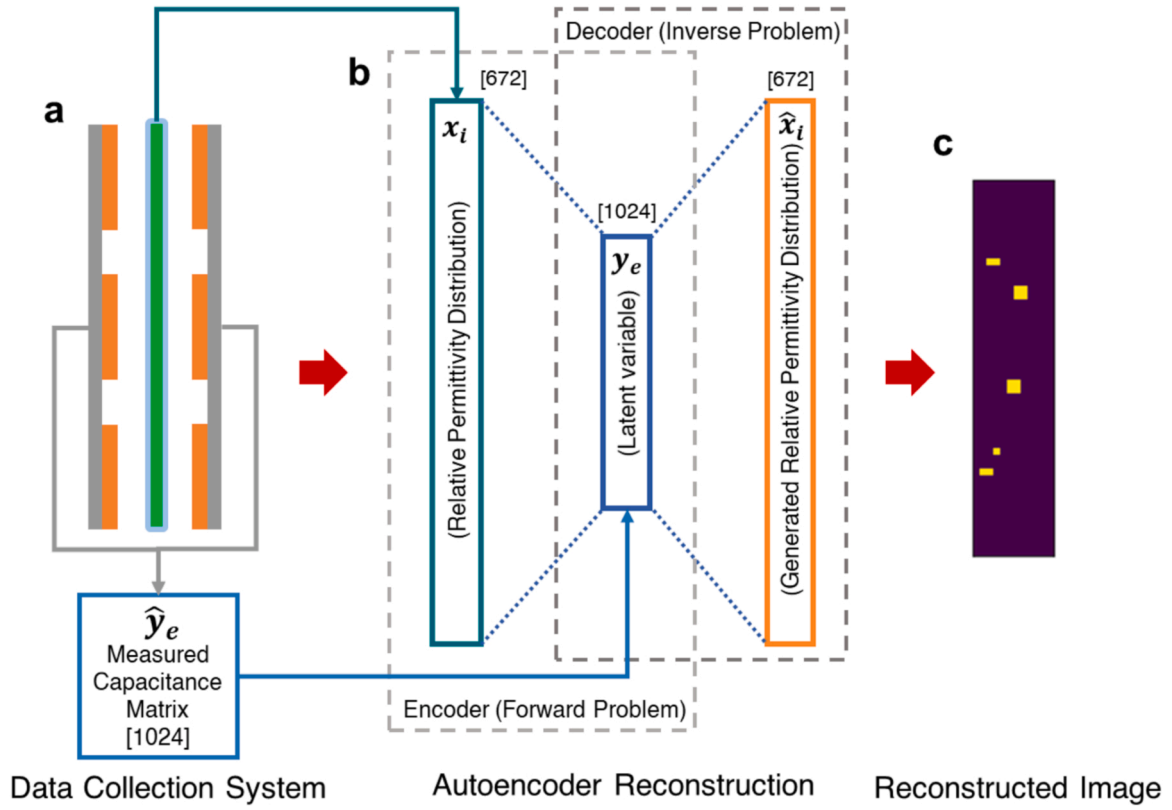 Decoder (Inverse Problem)
b
[672]
[672]
a
x_i
(Relative Permittivity Distribution)
[1024]
y_e
(Latent variable)
x̂_i
(Generated Relative Permittivity Distribution)
c
ŷ_e
Measured
Capacitance
Matrix
[1024]
Encoder (Forward Problem)
Data Collection System
Autoencoder Reconstruction
Reconstructed Image